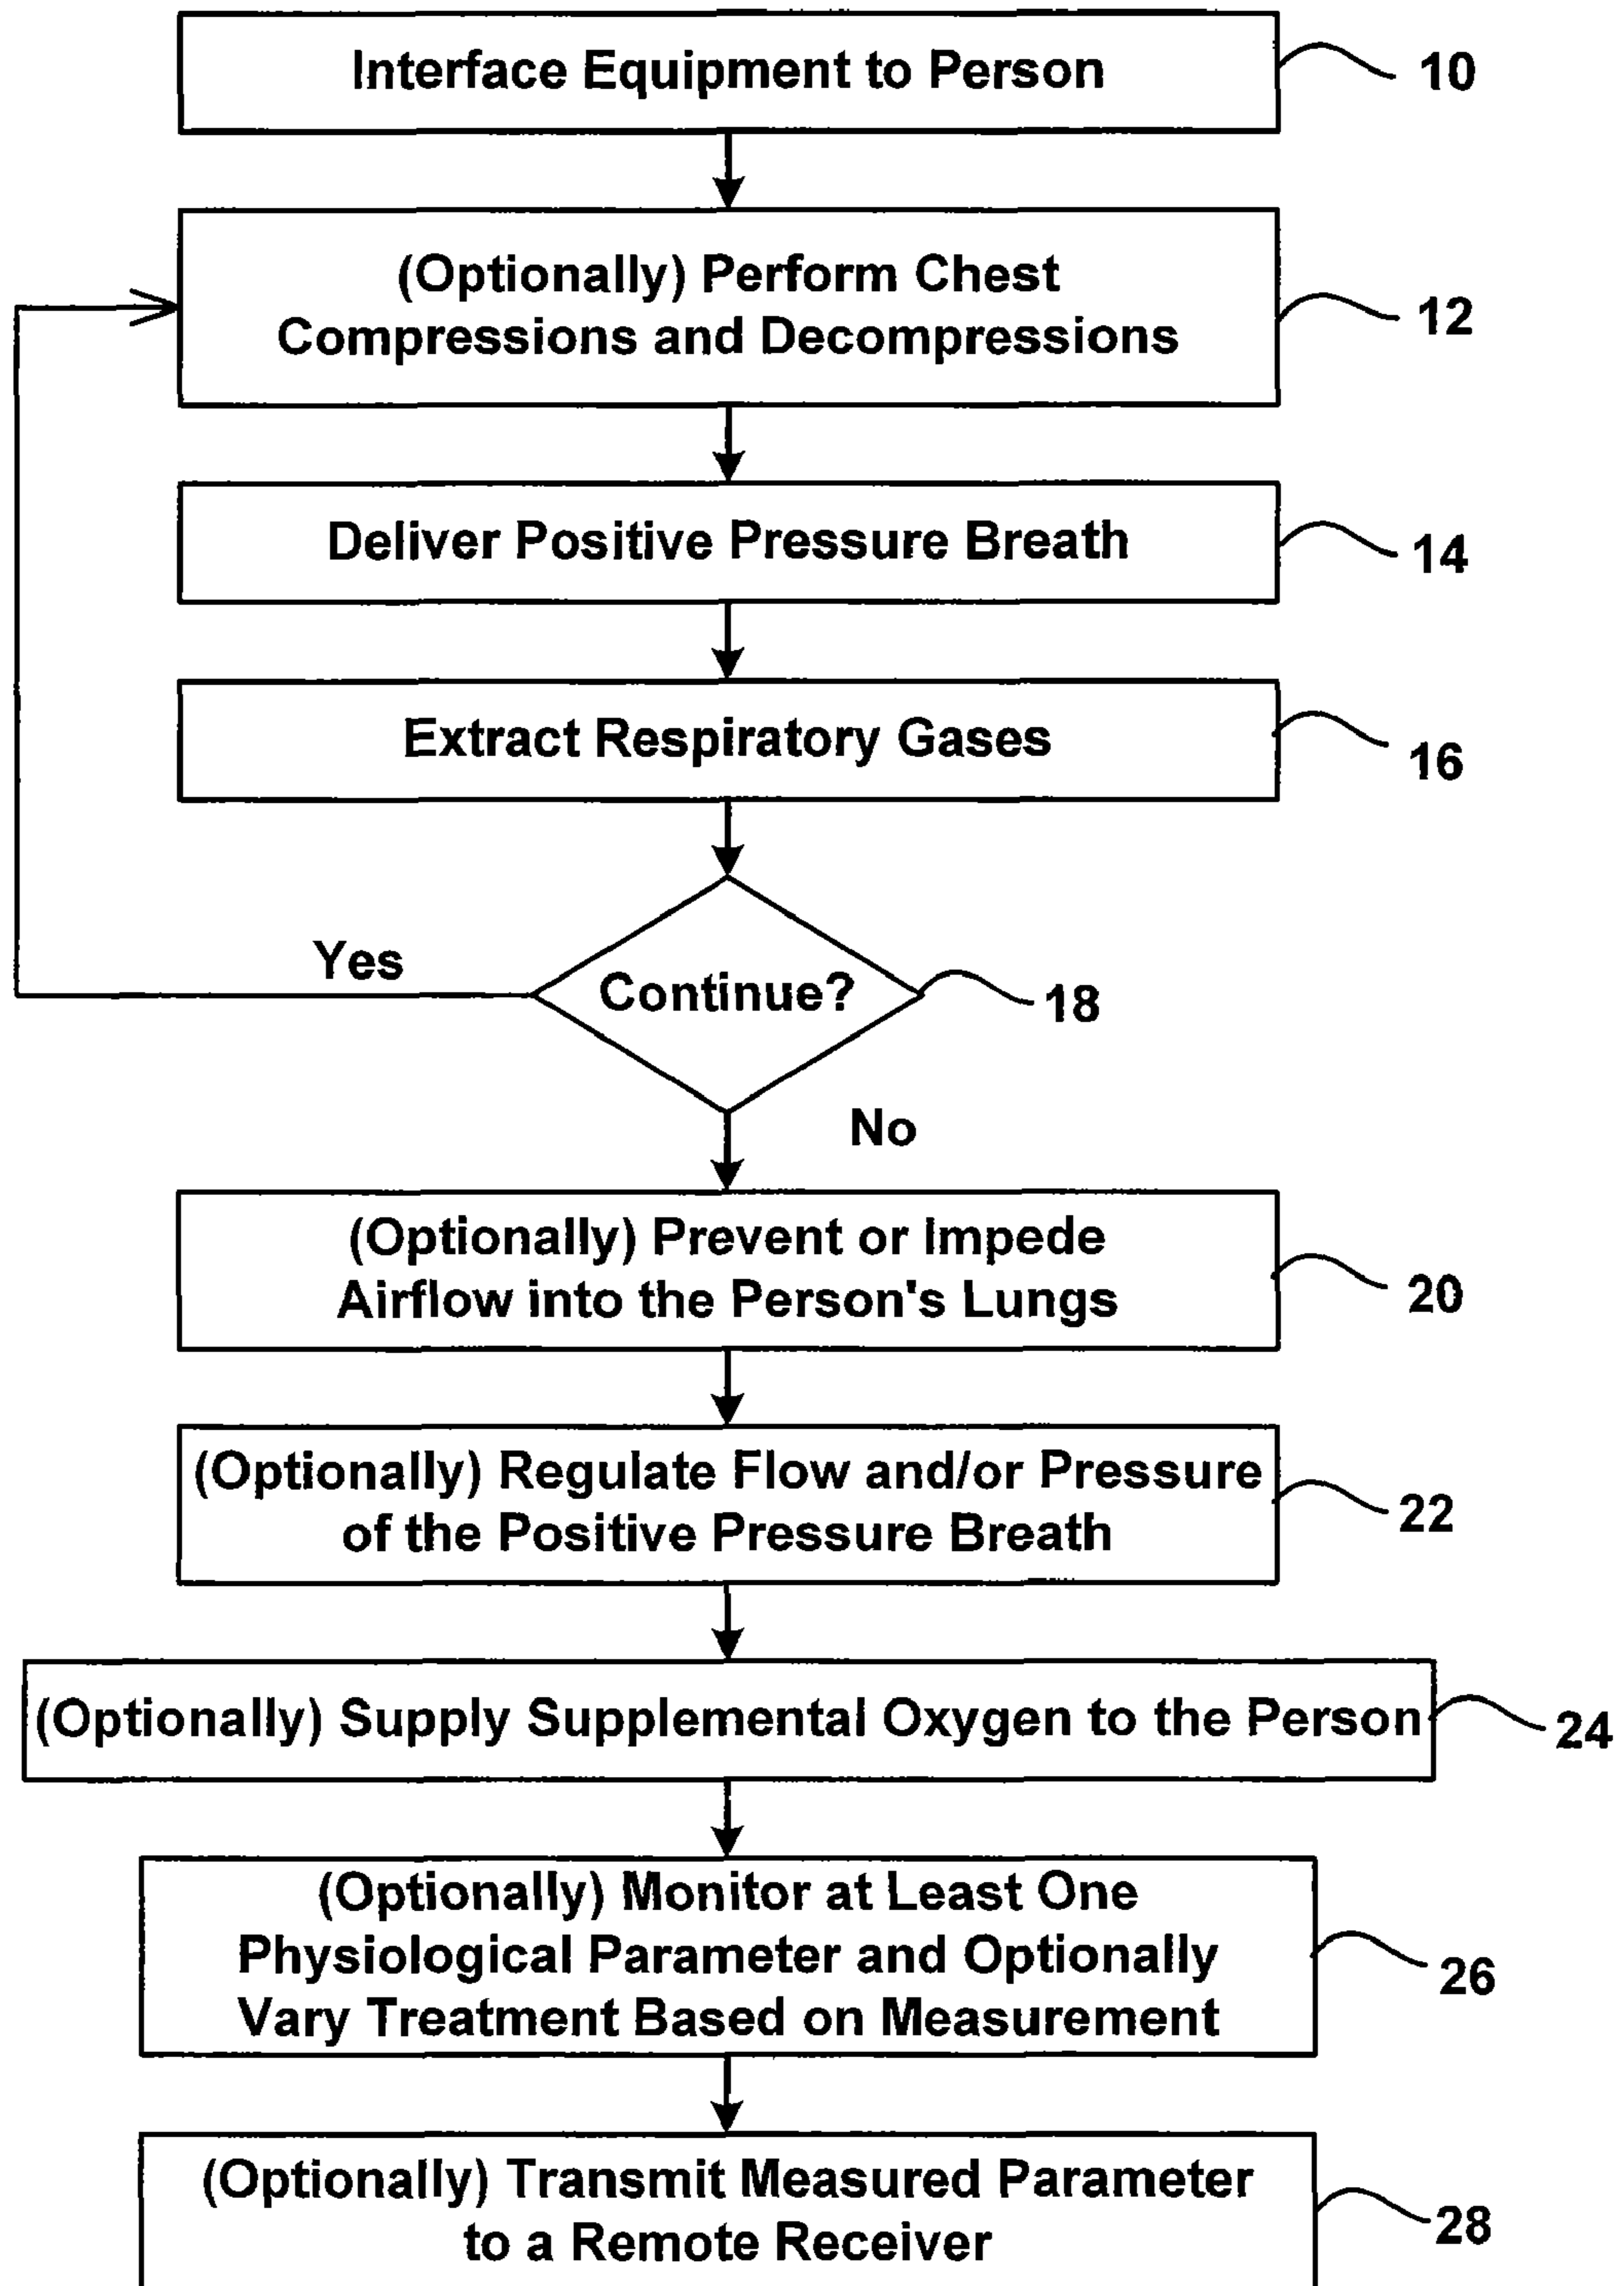 Interface Equipment to Person
10
(Optionally) Perform Chest
Compressions and Decompressions
12
Deliver Positive Pressure Breath
14
Extract Respiratory Gases
16
Yes
Continue?
18
No
(Optionally) Prevent or Impede
Airflow into the Person's Lungs
20
(Optionally) Regulate Flow and/or Pressure
of the Positive Pressure Breath
22
(Optionally) Supply Supplemental Oxygen to the Person
24
(Optionally) Monitor at Least One
Physiological Parameter and Optionally
Vary Treatment Based on Measurement
26
(Optionally) Transmit Measured Parameter
to a Remote Receiver
28